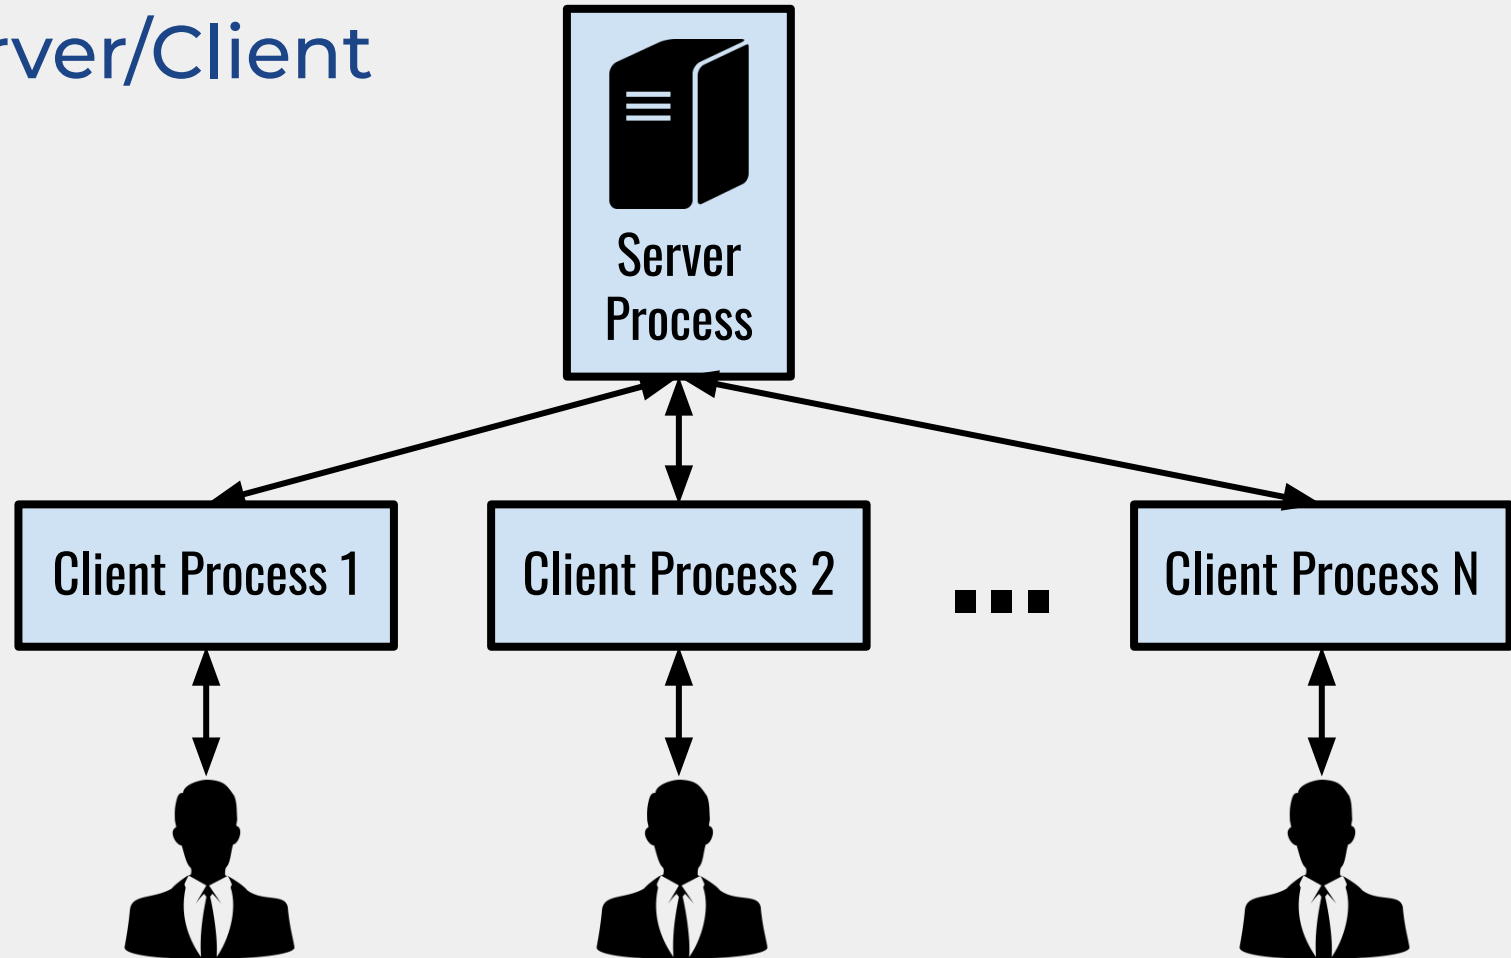 rver/Client
Server
Process
Client Process 1
Client Process 2
Client Process N